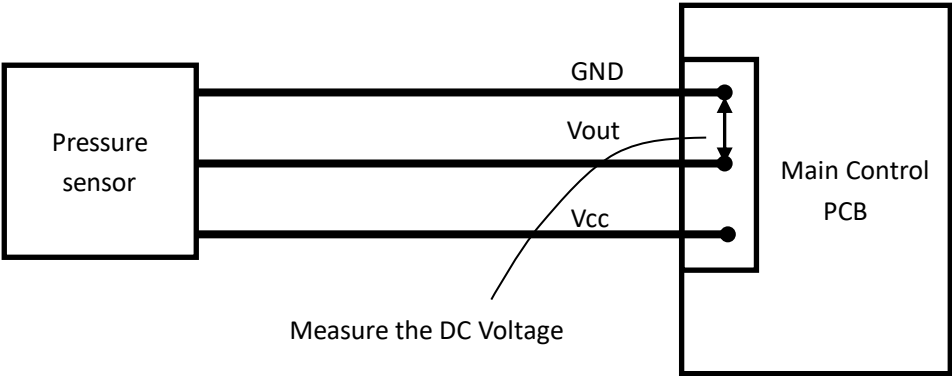 GND
Vout
Pressure
sensor
Main Control
PCB
Vcc
Measure the DC Voltage